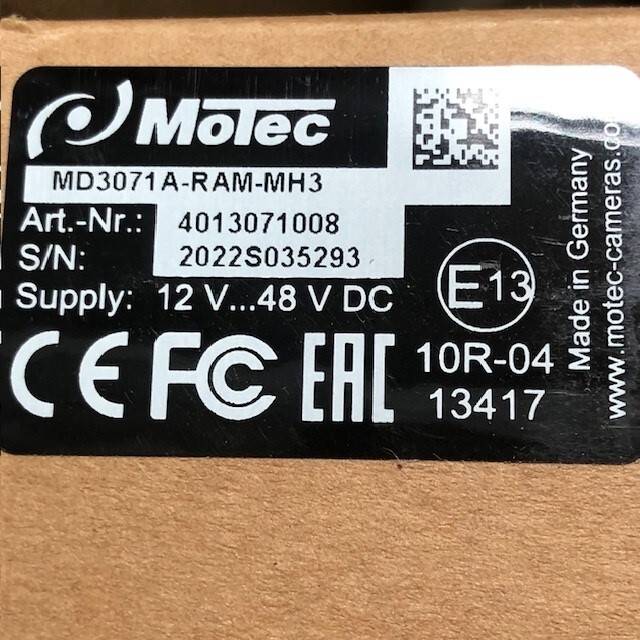 MOTEC
MD3071A-RAM-MH3
Art.-Nr.: 4013071008
S/N: 2022S035293
Supply: 12 V...48 V DC
CE FC EAC
E13
10R-04
13417
Made in Germany
www.motec-cameras.co